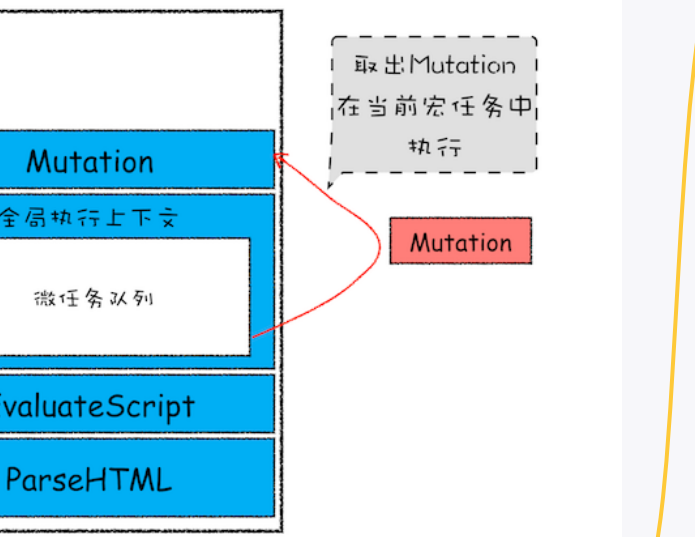 取出Mutation
在当前宏任务中
执行
Mutation
全局执行上下文
Mutation
微任务队列
valuateScript
ParseHTML